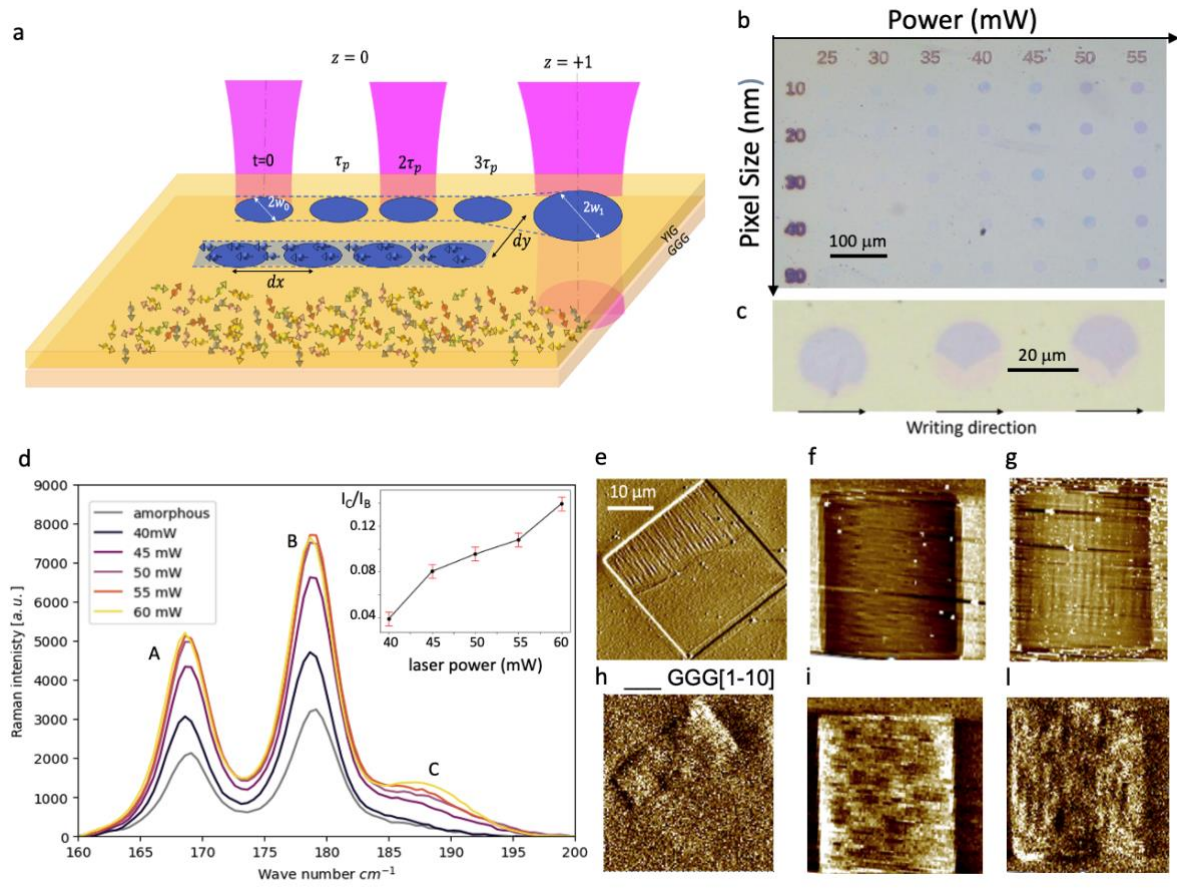 a
z = 0
z = +1
t=0
τp
2τp
3τp
2w0
2w1
dy
dx
YIG
GGG
b
Power (mW)
25 30 35 40 45 50 55
Pixel Size (nm)
10
20
30
40
100 μm
c
20 μm
Writing direction
d
9000
8000
7000
6000
5000
4000
3000
2000
1000
0
Raman intenisty [a.u.]
amorphous
40mW
45 mW
50 mW
55 mW
60 mW
A
B
C
IC/IB
0.12
0.08
0.04
40 45 50 55 60
laser power (mW)
160 165 170 175 180 185 190 195 200
Wave number cm⁻¹
e
10 μm
f
g
h
GGG[1-10]
i
l